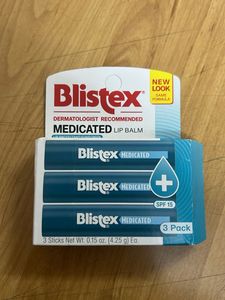 NEW
LOOK
SAME
FORMULA
Blistex®
DERMATOLOGIST RECOMMENDED
MEDICATED LIP BALM
Blistex MEDICATED
Blistex MEDICATED
SPF 15
Blistex MEDICATED
3 Pack
3 Sticks Net Wt. 0.15 oz. (4.25 g) Ea.